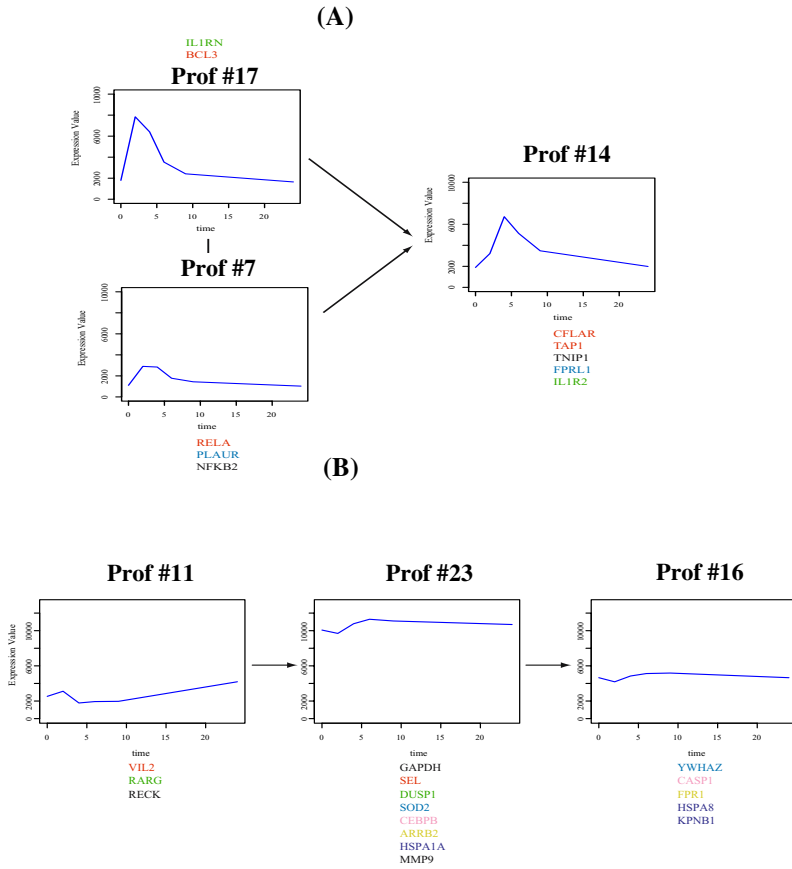 (A)
IL1RN
BCL3
Prof #17
Expression Value
10000
6000
2000
0
0 5 10 15 20
time
Prof #7
Expression Value
10000
6000
2000
0
0 5 10 15 20
time
RELA
PLAUR
NFKB2
Prof #14
Expression Value
10000
6000
2000
0
0 5 10 15 20
time
CFLAR
TAP1
TNIP1
FPRL1
IL1R2
(B)
Prof #11
Expression Value
10000
6000
2000
0
0 5 10 15 20
time
VIL2
RARG
RECK
Prof #23
10000
6000
2000
0
0 5 10 15 20
time
GAPDH
SEL
DUSP1
SOD2
CEBPB
ARRB2
HSPA1A
MMP9
Prof #16
10000
6000
2000
0
0 5 10 15 20
time
YWHAZ
CASP1
FPR1
HSPA8
KPNB1